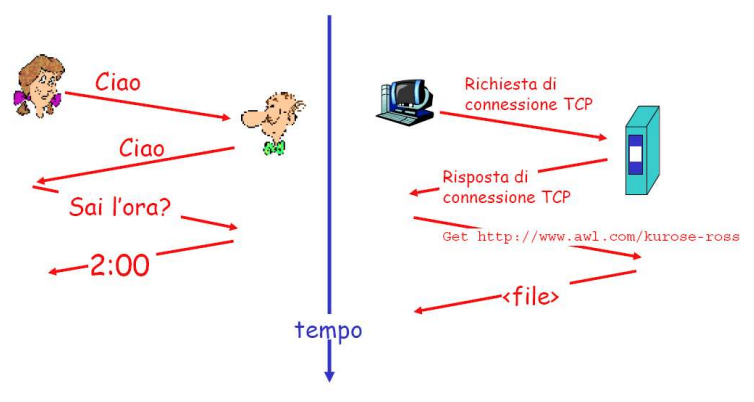 Ciao
Ciao
Sai l'ora?
2:00
tempo
Richiesta di
connessione TCP
Risposta di
connessione TCP
Get http://www.awl.com/kurose-ross
<file>